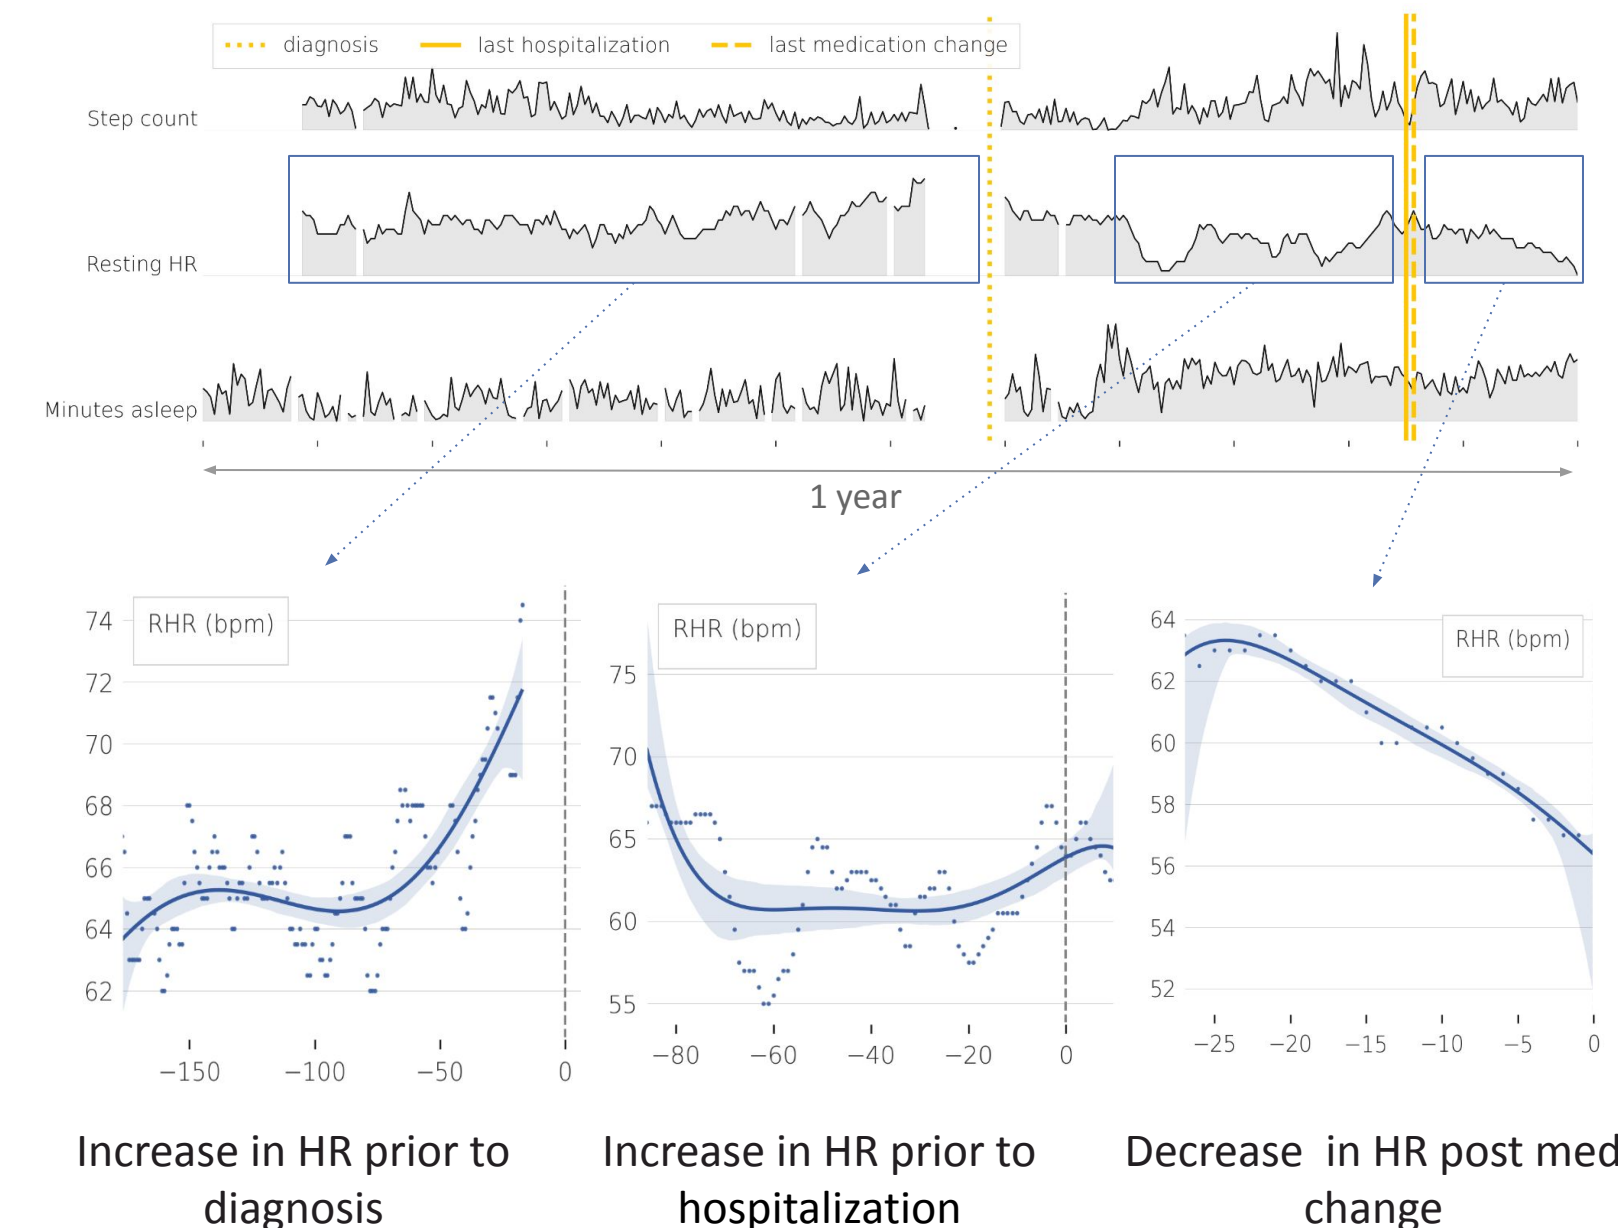 diagnosis last hospitalization last medication change
Step count
Resting HR
Minutes asleep
1 year
74
72
70
68
66
64
62
RHR (bpm)
−150 −100 −50 0
75
70
65
60
55
RHR (bpm)
−80 −60 −40 −20 0
64
62
60
58
56
54
52
RHR (bpm)
−25 −20 −15 −10 −5 0
Increase in HR prior to
diagnosis
Increase in HR prior to
hospitalization
Decrease in HR post med
change